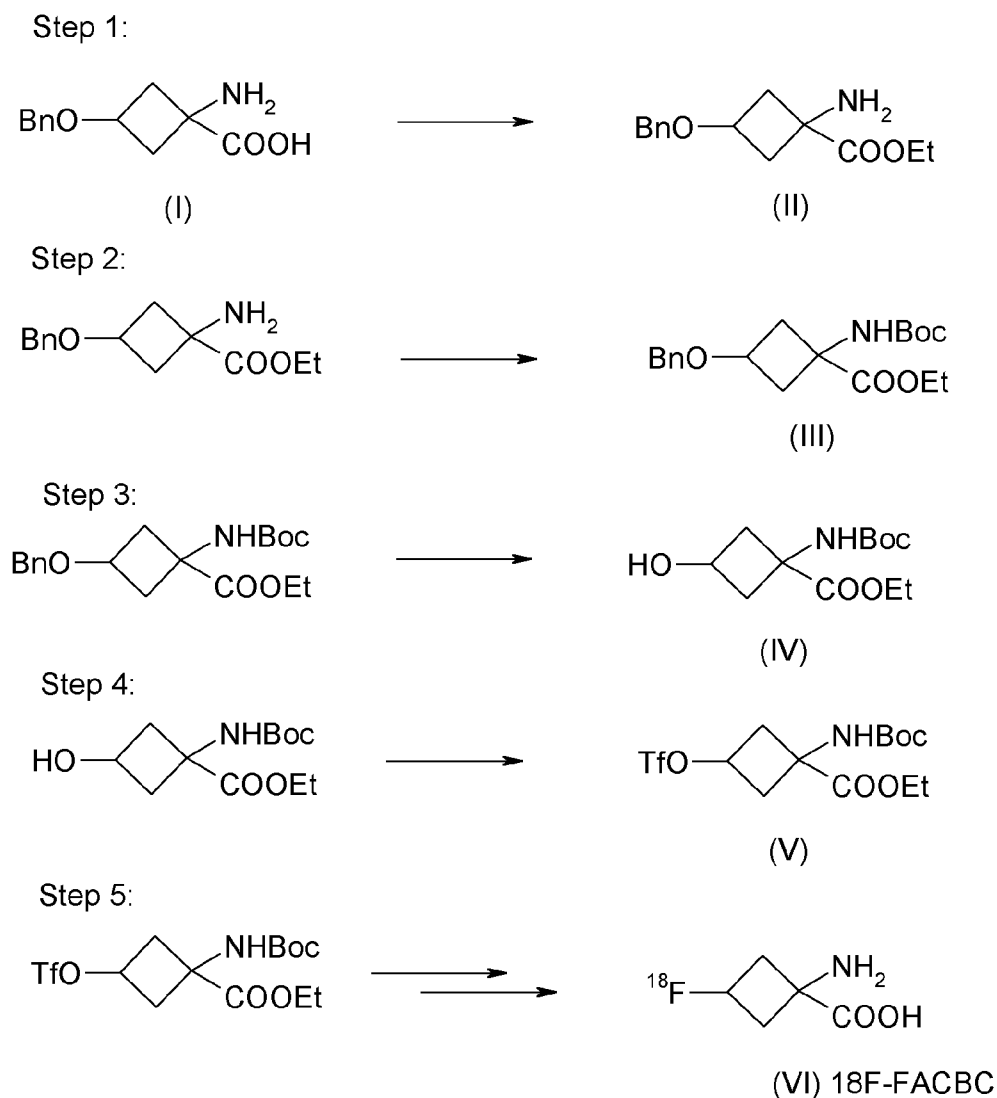 Step 1:
BnO NH2 COOH
BnO NH2 COOEt
(I)
(II)
Step 2:
BnO NH2 COOEt
BnO NHBoc COOEt
(III)
Step 3:
BnO NHBoc COOEt
HO NHBoc COOEt
(IV)
Step 4:
HO NHBoc COOEt
TfO NHBoc COOEt
(V)
Step 5:
TfO NHBoc COOEt
18F NH2 COOH
(VI) 18F-FACBC